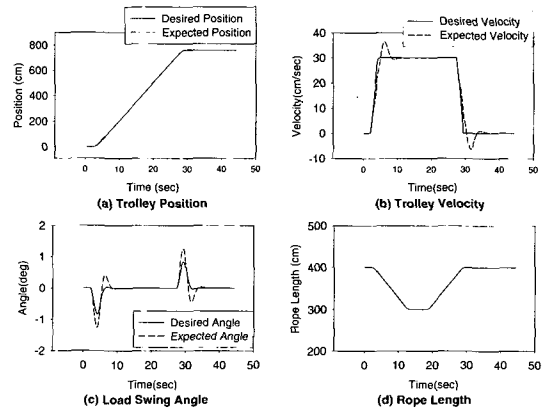 Desired Position
Expected Position
800
600
400
200
0
Position (cm)
0 10 20 30 40 50
Time (sec)
(a) Trolley Position
Desired Velocity
Expected Velocity
40
30
20
10
0
-10
Velocity(cm/sec)
0 10 20 30 40 50
Time(sec)
(b) Trolley Velocity
2
1
0
-1
-2
Angle(deg)
Desired Angle
Expected Angle
0 10 20 30 40 50
Time(sec)
(c) Load Swing Angle
500
400
300
200
Rope Length (cm)
0 10 20 30 40 50
Time(sec)
(d) Rope Length